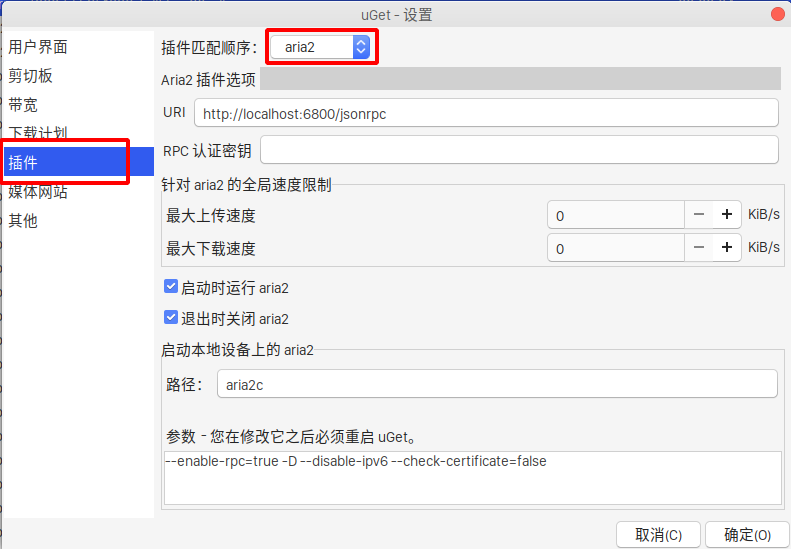 uGet - 设置
用户界面
剪切板
带宽
下载计划
插件
媒体网站
其他
插件匹配顺序： aria2
Aria2 插件选项
URI http://localhost:6800/jsonrpc
RPC 认证密钥
针对 aria2 的全局速度限制
最大上传速度 0 − + KiB/s
最大下载速度 0 − + KiB/s
启动时运行 aria2
退出时关闭 aria2
启动本地设备上的 aria2
路径： aria2c
参数 - 您在修改它之后必须重启 uGet。
--enable-rpc=true -D --disable-ipv6 --check-certificate=false
取消(C) 确定(O)